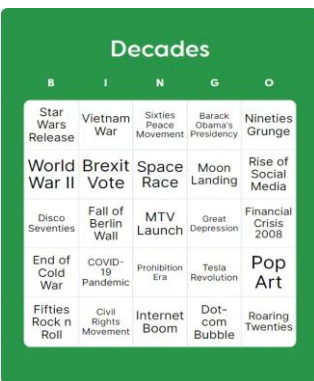 Decades
B I N G O
Star Vietnam Sixties Barack Nineties
Wars War Peace Obama's Grunge
Release Movement Presidency
World Brexit Space Moon Rise of
War II Vote Race Landing Social
Media
Disco Fall of MTV Great Financial
Seventies Berlin Launch Depression Crisis
Wall 2008
End of COVID- Prohibition Tesla Pop
Cold 19 Era Revolution Art
War Pandemic
Fifties Civil Internet Dot- Roaring
Rock n Rights Boom com Twenties
Roll Movement Bubble